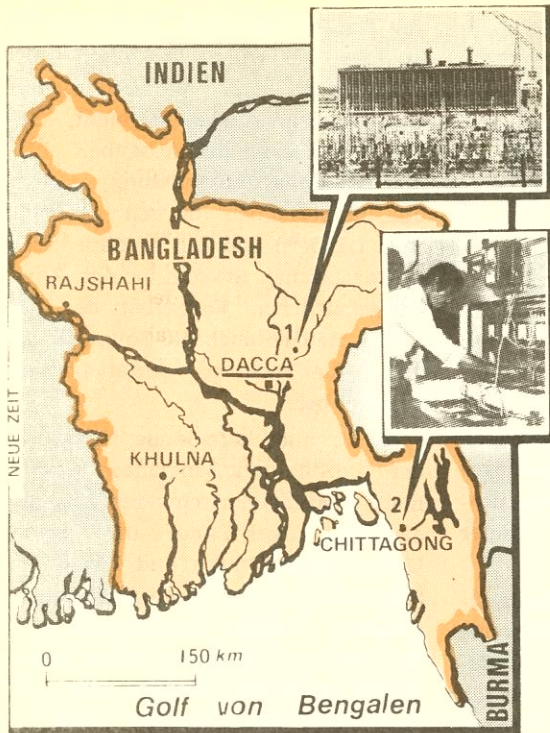 INDIEN
BANGLADESH
RAJSHAHI
1
DACCA
NEUE ZEIT
KHULNA
2
CHITTAGONG
0 150 km
Golf von Bengalen
BURMA